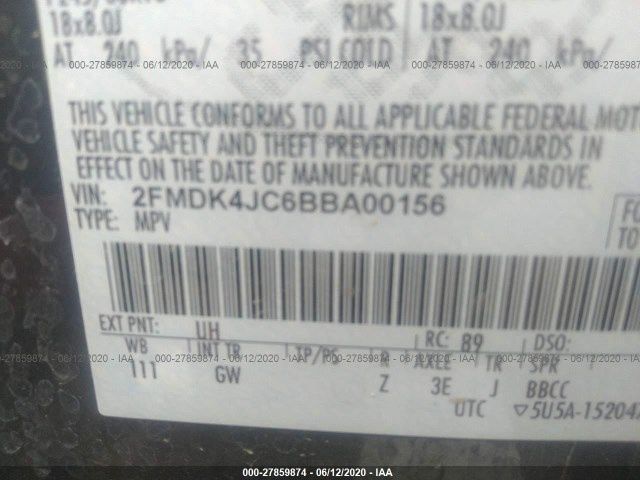 18x8.0J RIMS 18x8.0J
AT 240 kPa/ 35 PSI COLD AT 240 kPa/
000-27859874 - 06/12/2020 - IAA 000-27859874 - 06/12/2020 - IAA 000-27859874 - 06/12/2020 - IAA
THIS VEHICLE CONFORMS TO ALL APPLICABLE FEDERAL MOT
VEHICLE SAFETY AND THEFT PREVENTION STANDARDS IN
EFFECT ON THE DATE OF MANUFACTURE SHOWN ABOVE.
VIN: 2FMDK4JC6BBA00156
TYPE: MPV
FO
TO
EXT PNT: UH RC: 89 DSO:
WB INT TR TP/PS R AXLE TR SPR
000-27859874 - 06/12/2020 - IAA 000-27859874 - 06/12/2020 - IAA 000-27859874 - 06/12/2020 - IAA
111 GW Z 3E J BBCC
UTC ▽5U5A-15204
000-27859874 - 06/12/2020 - IAA